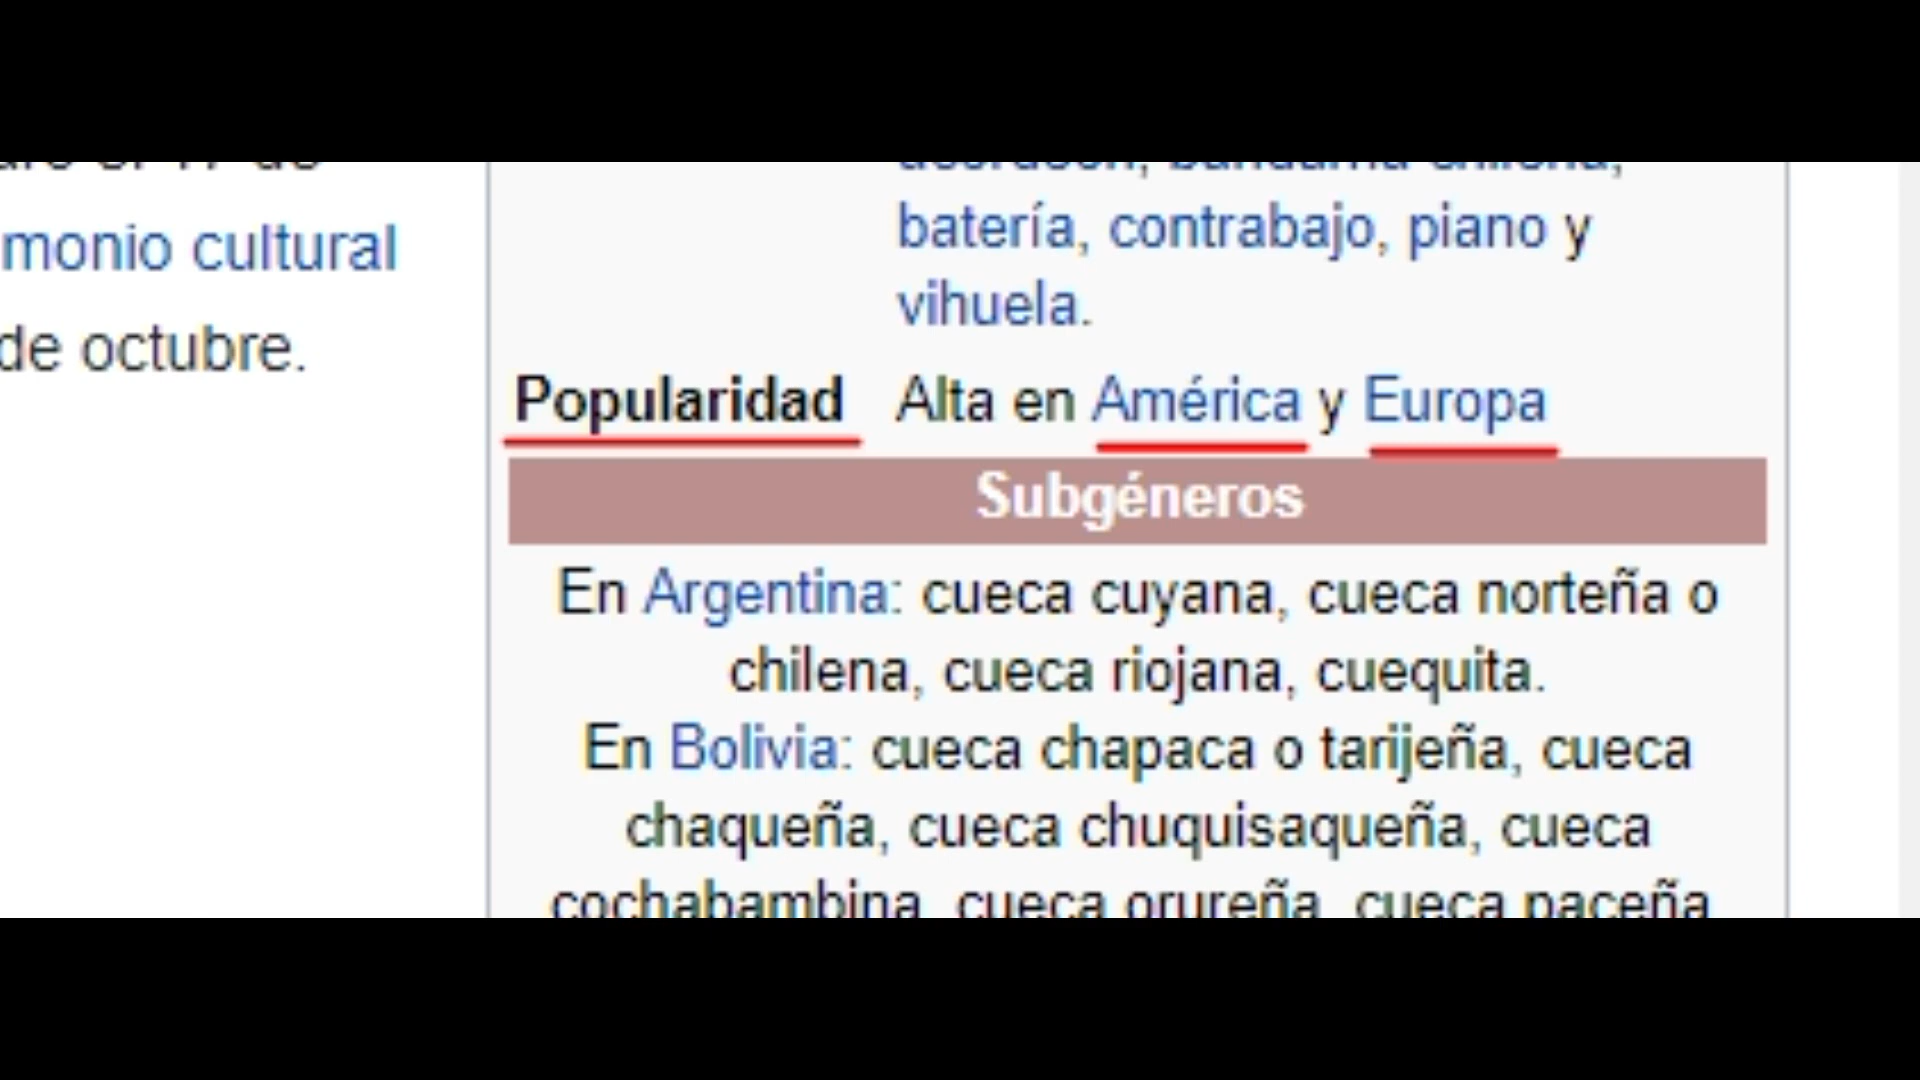 monio cultural
de octubre.
batería, contrabajo, piano y
vihuela.
Popularidad Alta en América y Europa
Subgéneros
En Argentina: cueca cuyana, cueca norteña o
chilena, cueca riojana, cuequita.
En Bolivia: cueca chapaca o tarijeña, cueca
chaqueña, cueca chuquisaqueña, cueca
cochabambina, cueca orureña, cueca paceña